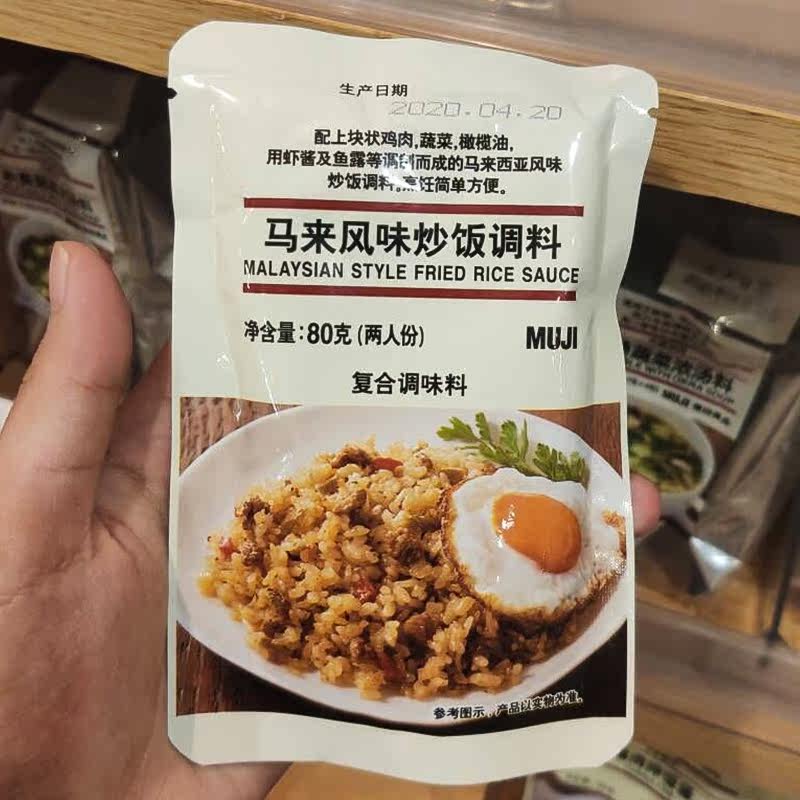 生产日期
2020.04.20
配上块状鸡肉,蔬菜,橄榄油,
用虾酱及鱼露等调制而成的马来西亚风味
炒饭调料。烹饪简单方便。
马来风味炒饭调料
MALAYSIAN STYLE FRIED RICE SAUCE
净含量:80克(两人份)
MUJI
复合调味料
参考图示,产品以实物为准。